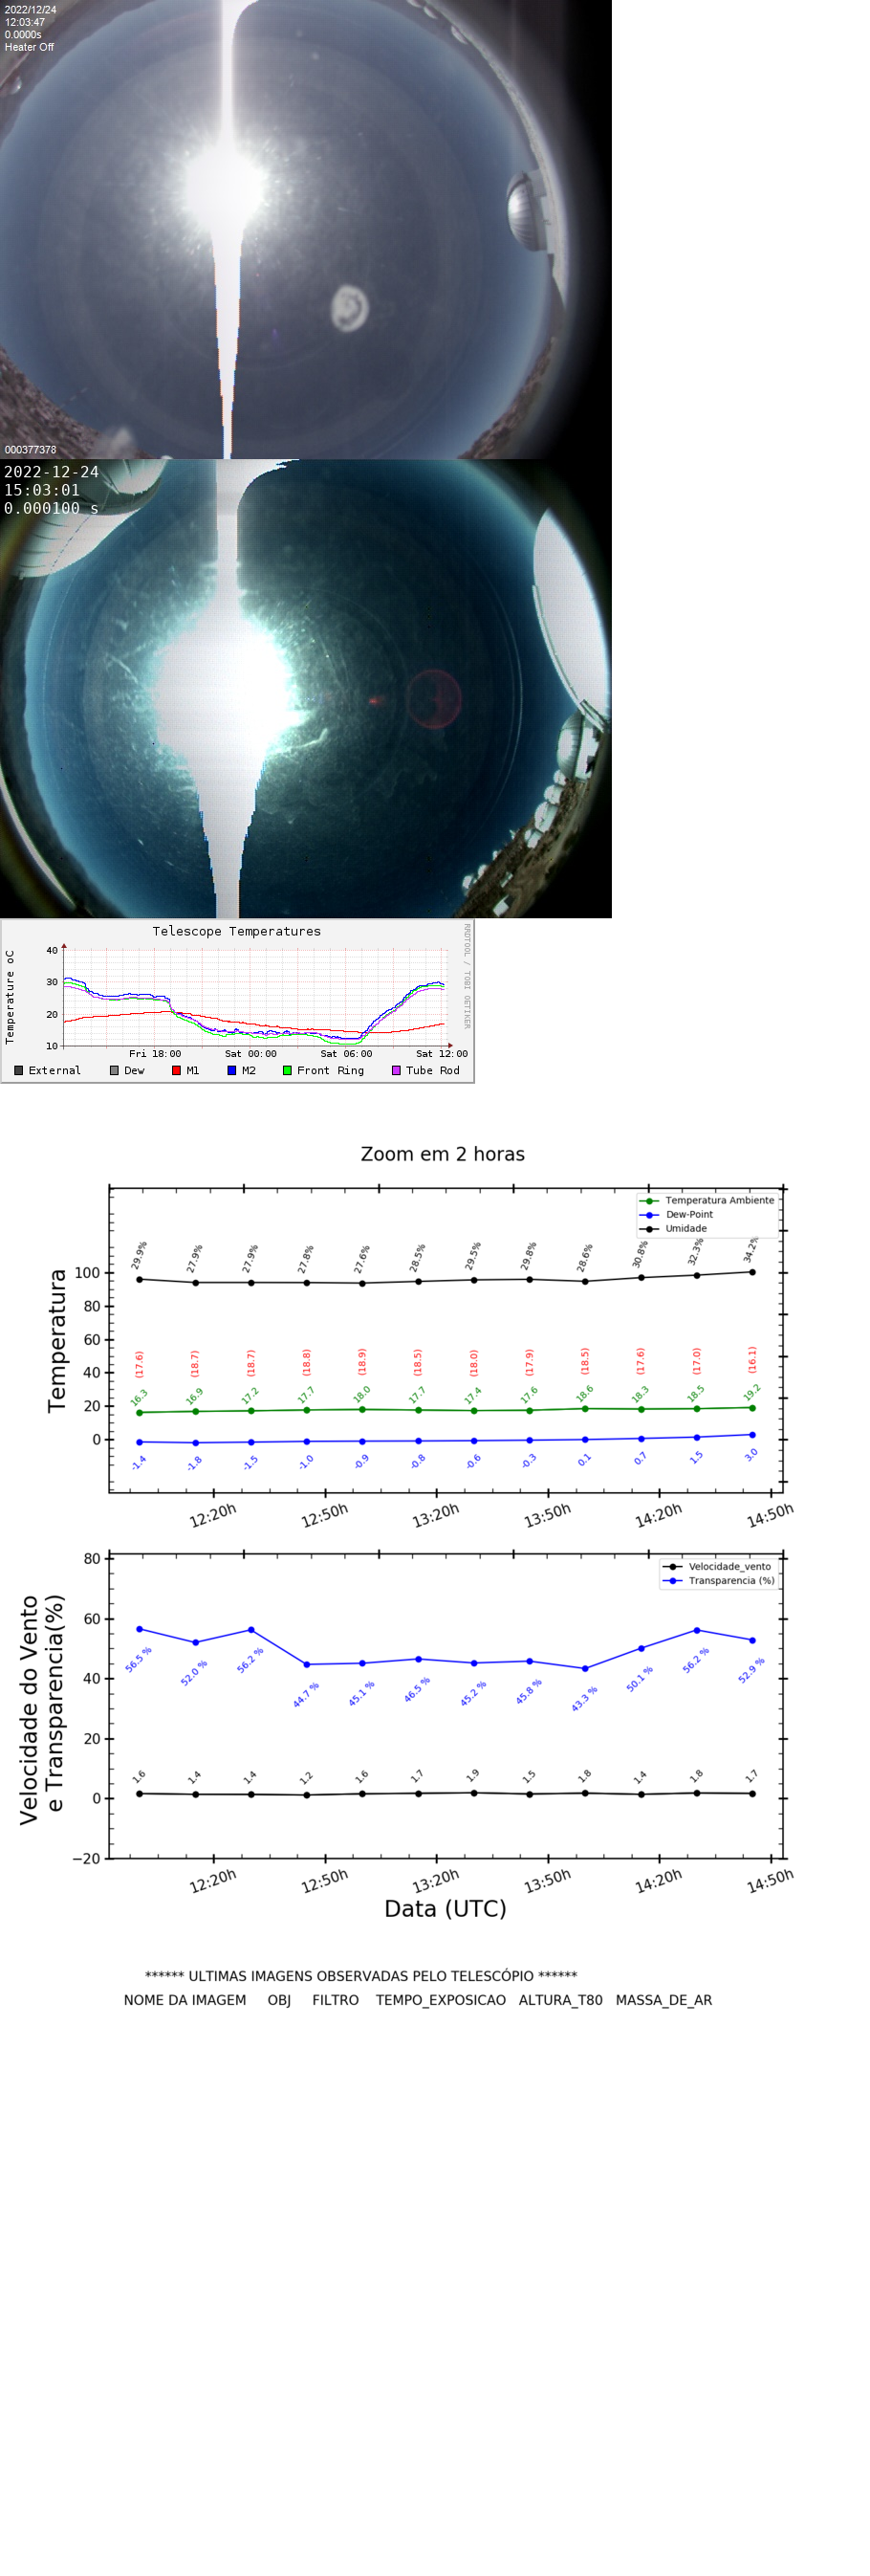 2022/12/24
12:03:47
0.0000s
Heater Off
000377378
2022-12-24
15:03:01
0.000100 s
Telescope Temperatures
RRDTOOL / TOBI OETIKER
Temperature oC
40
30
20
10
Fri 18:00 Sat 00:00 Sat 06:00 Sat 12:00
External Dew M1 M2 Front Ring Tube Rod
Zoom em 2 horas
Temperatura Ambiente
Dew-Point
Umidade
Temperatura
100
80
60
40
20
0
29.9% 27.9% 27.9% 27.8% 27.6% 28.5% 29.5% 29.8% 28.6% 30.8% 32.3% 34.2%
(17.6) (18.7) (18.7) (18.8) (18.9) (18.5) (18.0) (17.9) (18.5) (17.6) (17.0) (16.1)
16.3 16.9 17.2 17.7 18.0 17.7 17.4 17.6 18.6 18.3 18.5 19.2
-1.4 -1.8 -1.5 -1.0 -0.9 -0.8 -0.6 -0.3 0.1 0.7 1.5 3.0
12:20h 12:50h 13:20h 13:50h 14:20h 14:50h
Velocidade_vento
Transparencia (%)
Velocidade do Vento
e Transparencia(%)
80
60
40
20
0
−20
56.5 % 52.0 % 56.2 % 44.7 % 45.1 % 46.5 % 45.2 % 45.8 % 43.3 % 50.1 % 56.2 % 52.9 %
1.6 1.4 1.4 1.2 1.6 1.7 1.9 1.5 1.8 1.4 1.8 1.7
12:20h 12:50h 13:20h 13:50h 14:20h 14:50h
Data (UTC)
****** ULTIMAS IMAGENS OBSERVADAS PELO TELESCÓPIO ******
NOME DA IMAGEM OBJ FILTRO TEMPO_EXPOSICAO ALTURA_T80 MASSA_DE_AR